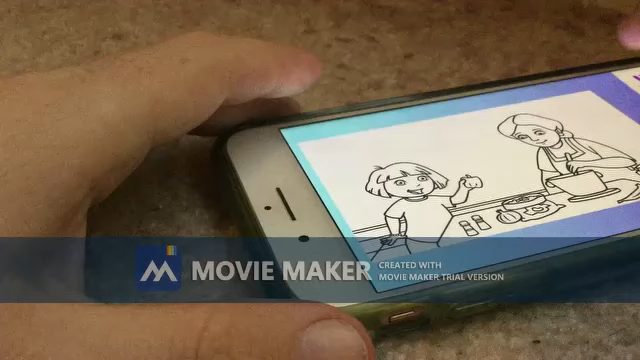 MOVIE MAKER
CREATED WITH
MOVIE MAKER TRIAL VERSION